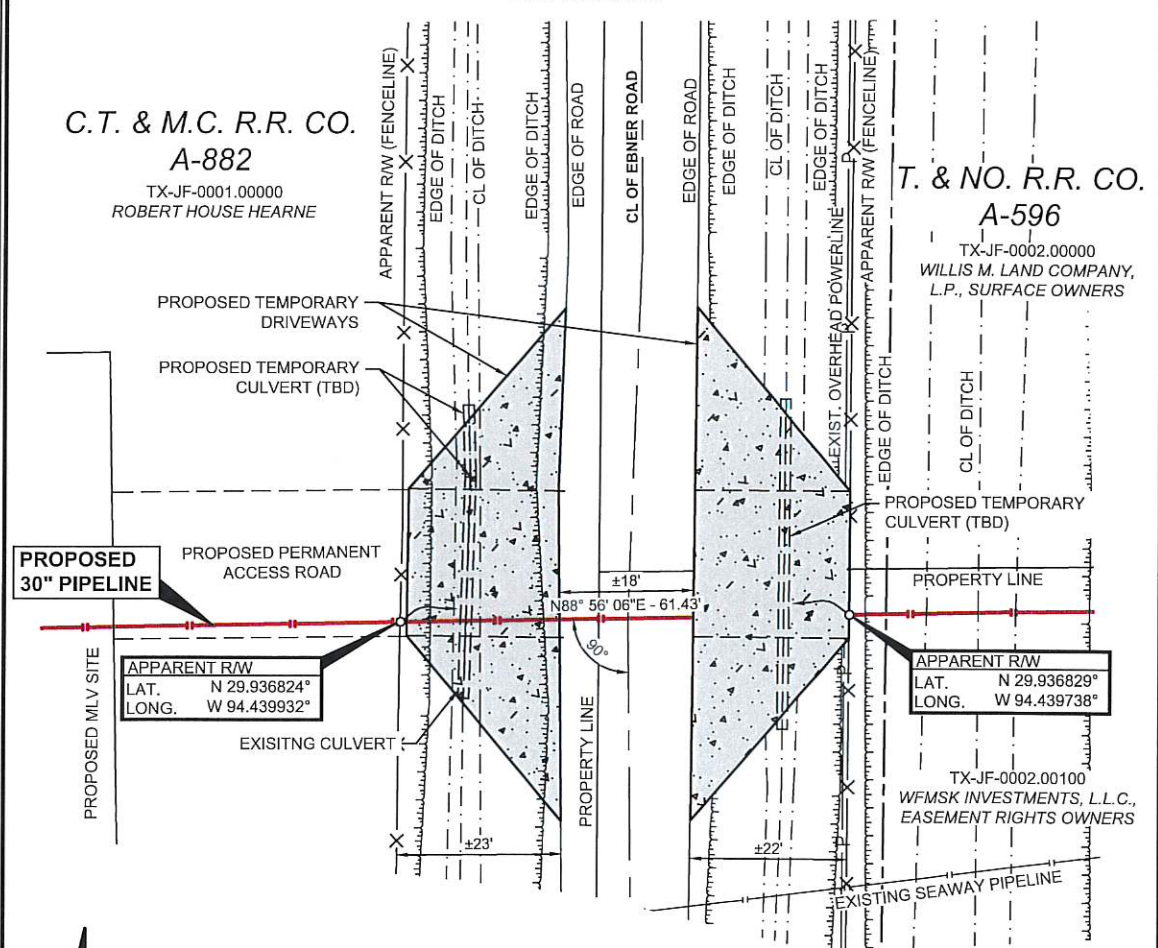 C.T. & M.C. R.R. CO.
A-882
TX-JF-0001.00000
ROBERT HOUSE HEARNE
APPARENT R/W (FENCELINE)
EDGE OF DITCH
CL OF DITCH
EDGE OF DITCH
EDGE OF ROAD
CL OF EBNER ROAD
EDGE OF ROAD
EDGE OF DITCH
CL OF DITCH
EDGE OF DITCH
EXIST. OVERHEAD POWERLINE
APPARENT R/W (FENCELINE)
P
T. & NO. R.R. CO.
A-596
TX-JF-0002.00000
WILLIS M. LAND COMPANY,
L.P., SURFACE OWNERS
EDGE OF DITCH
CL OF DITCH
PROPOSED TEMPORARY
DRIVEWAYS
PROPOSED TEMPORARY
CULVERT (TBD)
PROPOSED TEMPORARY
CULVERT (TBD)
PROPOSED
30" PIPELINE
PROPOSED PERMANENT
ACCESS ROAD
±18'
N88° 56' 06"E - 61.43'
90°
PROPERTY LINE
APPARENT R/W
LAT. N 29.936824°
LONG. W 94.439932°
APPARENT R/W
LAT. N 29.936829°
LONG. W 94.439738°
PROPOSED MLV SITE
EXISITNG CULVERT
PROPERTY LINE
TX-JF-0002.00100
WFMSK INVESTMENTS, L.L.C.,
EASEMENT RIGHTS OWNERS
±23'
±22'
P
EXISTING SEAWAY PIPELINE